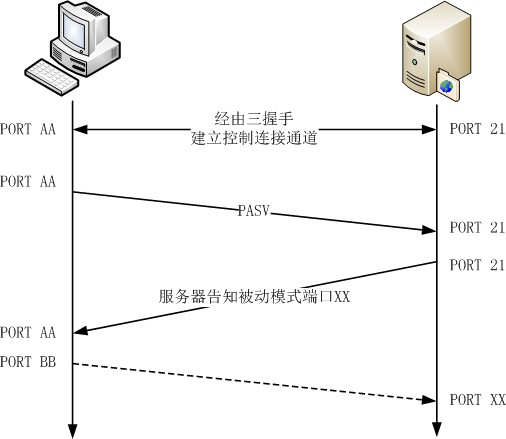 经由三握手
建立控制连接通道
PORT AA
PORT 21
PORT AA
PASV
PORT 21
PORT 21
服务器告知被动模式端口XX
PORT AA
PORT BB
PORT XX